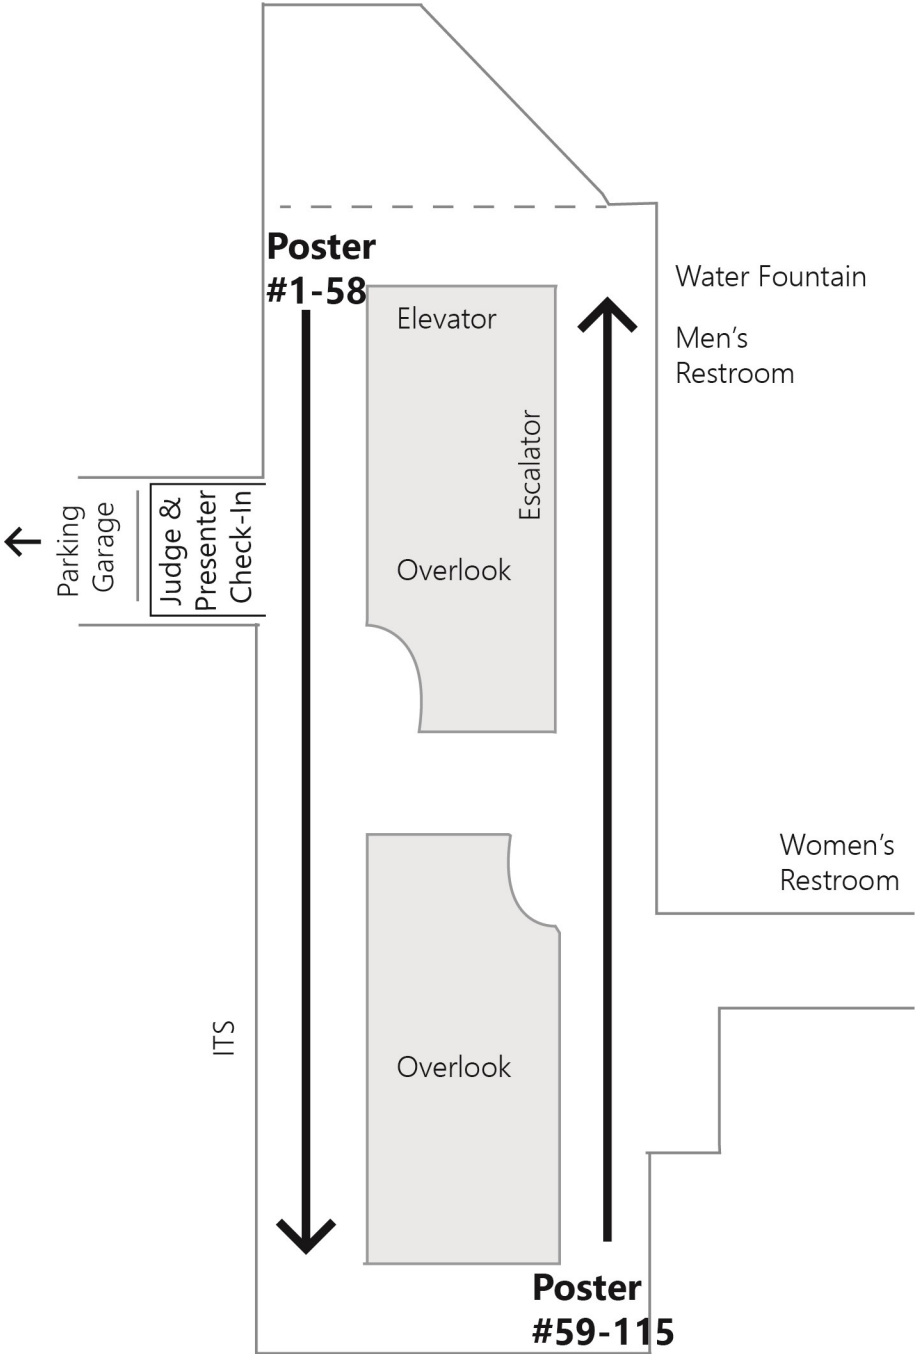 Poster
#1-58
Water Fountain
Elevator
Men's
Restroom
Escalator
Parking
Garage
Judge &
Presenter
Check-In
Overlook
Women's
Restroom
ITS
Overlook
Poster
#59-115